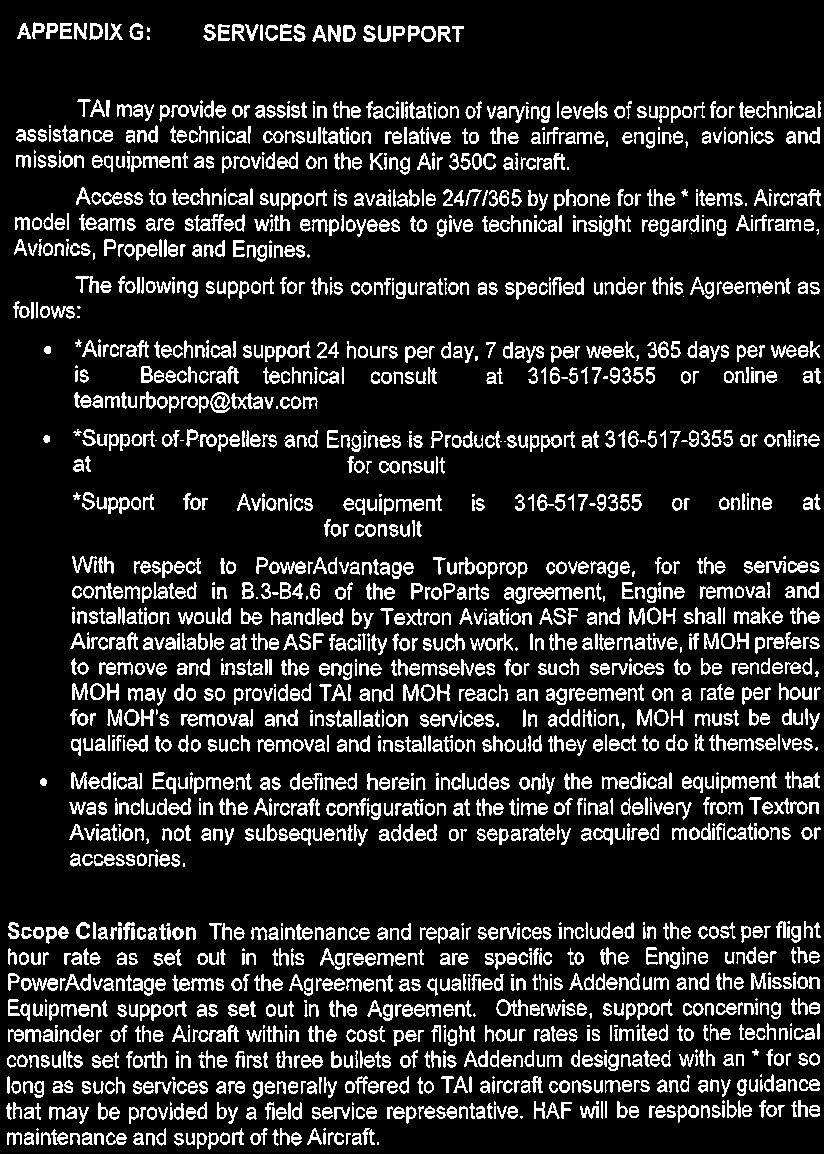 APPENDIX G: SERVICES AND SUPPORT
TAI may provide or assist in the facilitation of varying levels of support for technical
assistance and technical consultation relative to the airframe, engine, avionics and
mission equipment as provided on the King Air 350C aircraft.
Access to technical support is available 24/7/365 by phone for the * items. Aircraft
model teams are staffed with employees to give technical insight regarding Airframe,
Avionics, Propeller and Engines.
The following support for this configuration as specified under this Agreement as
follows:
• *Aircraft technical support 24 hours per day, 7 days per week, 365 days per week
is Beechcraft technical consult at 316-517-9355 or online at
teamturboprop@txtav.com
• *Support of Propellers and Engines is Product support at 316-517-9355 or online
at for consult
*Support for Avionics equipment is 316-517-9355 or online at
for consult
With respect to PowerAdvantage Turboprop coverage, for the services
contemplated in B.3-B4.6 of the ProParts agreement, Engine removal and
installation would be handled by Textron Aviation ASF and MOH shall make the
Aircraft available at the ASF facility for such work. In the alternative, if MOH prefers
to remove and install the engine themselves for such services to be rendered,
MOH may do so provided TAI and MOH reach an agreement on a rate per hour
for MOH's removal and installation services. In addition, MOH must be duly
qualified to do such removal and installation should they elect to do it themselves.
• Medical Equipment as defined herein includes only the medical equipment that
was included in the Aircraft configuration at the time of final delivery from Textron
Aviation, not any subsequently added or separately acquired modifications or
accessories.
Scope Clarification The maintenance and repair services included in the cost per flight
hour rate as set out in this Agreement are specific to the Engine under the
PowerAdvantage terms of the Agreement as qualified in this Addendum and the Mission
Equipment support as set out in the Agreement. Otherwise, support concerning the
remainder of the Aircraft within the cost per flight hour rates is limited to the technical
consults set forth in the first three bullets of this Addendum designated with an * for so
long as such services are generally offered to TAI aircraft consumers and any guidance
that may be provided by a field service representative. HAF will be responsible for the
maintenance and support of the Aircraft.